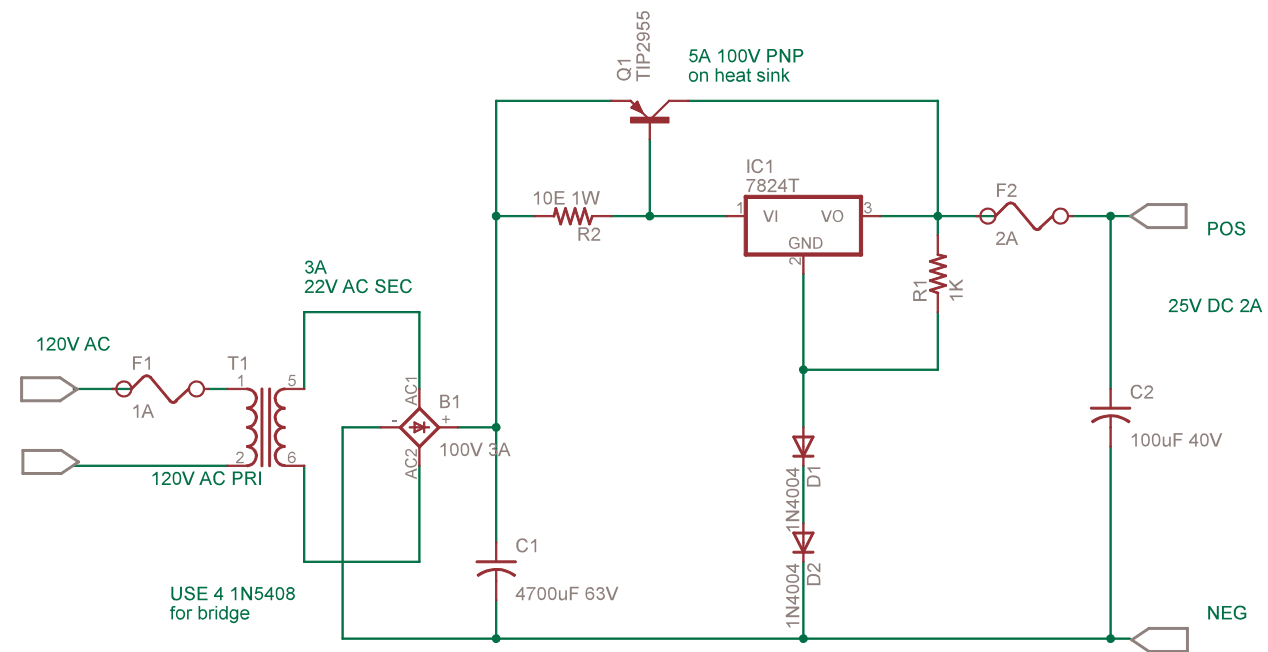 Q1
TIP2955
5A 100V PNP
on heat sink
IC1
7824T
10E 1W
R2
1
VI
VO
3
GND
2
F2
2A
POS
R1
1K
25V DC 2A
3A
22V AC SEC
120V AC
F1
1A
T1
1
5
2
6
120V AC PRI
AC1
B1
-
+
100V 3A
AC2
C2
100uF 40V
1N4004
D1
C1
4700uF 63V
1N4004
D2
USE 4 1N5408
for bridge
NEG